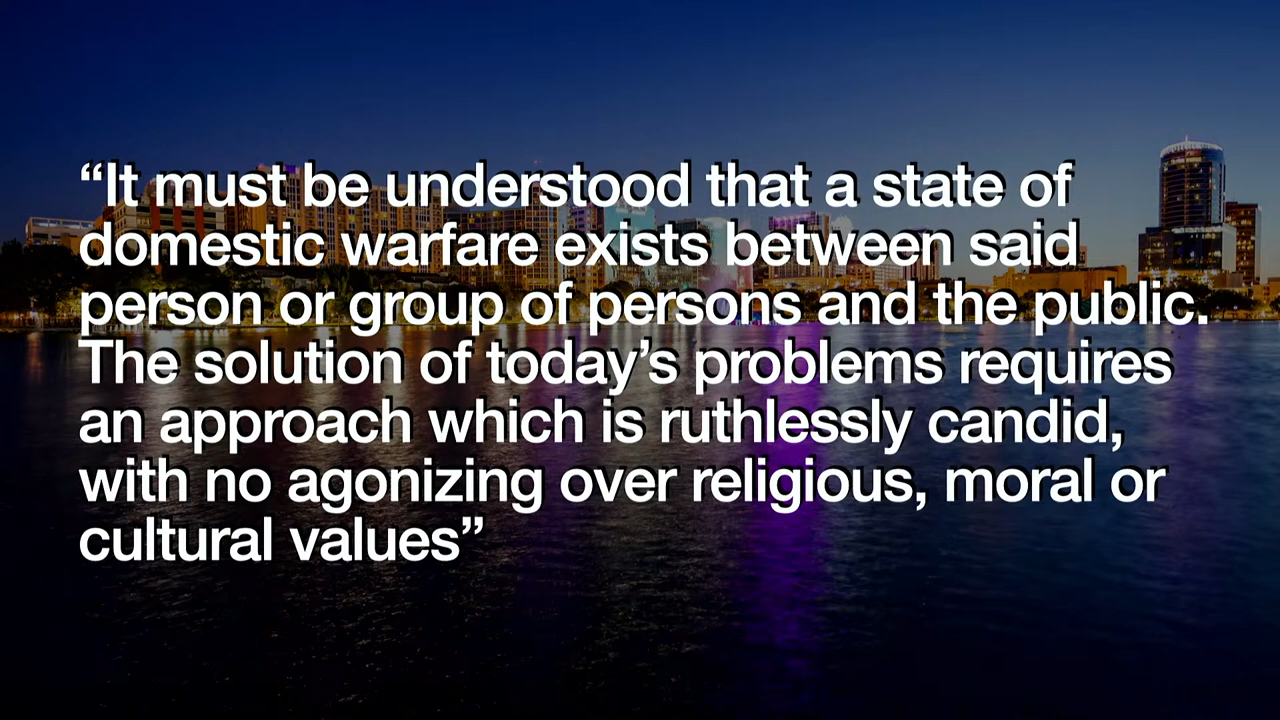 “It must be understood that a state of
domestic warfare exists between said
person or group of persons and the public.
The solution of today’s problems requires
an approach which is ruthlessly candid,
with no agonizing over religious, moral or
cultural values”